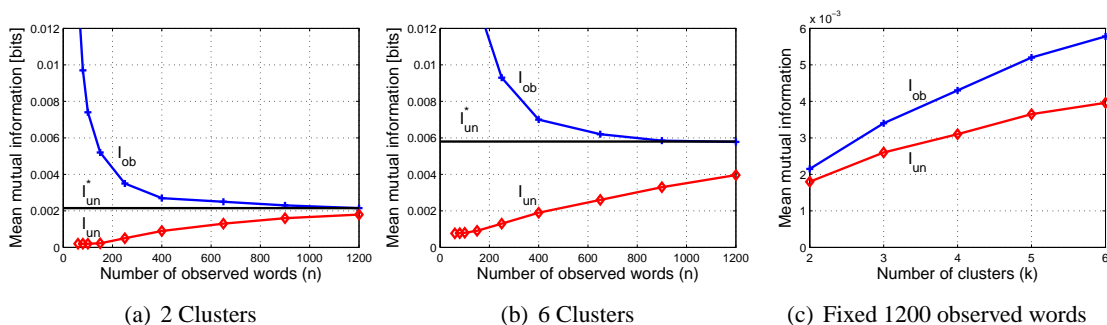 0.012
0.01
0.008
0.006
0.004
0.002
0
Mean mutual information [bits]
I_ob
I*_un
I_un
0 200 400 600 800 1000 1200
Number of observed words (n)
(a) 2 Clusters
0.012
0.01
0.008
0.006
0.004
0.002
0
Mean mutual information [bits]
I_ob
I*_un
I_un
0 200 400 600 800 1000 1200
Number of observed words (n)
(b) 6 Clusters
x 10^-3
6
5
4
3
2
1
0
Mean mutual information
I_ob
I_un
2 3 4 5 6
Number of clusters (k)
(c) Fixed 1200 observed words